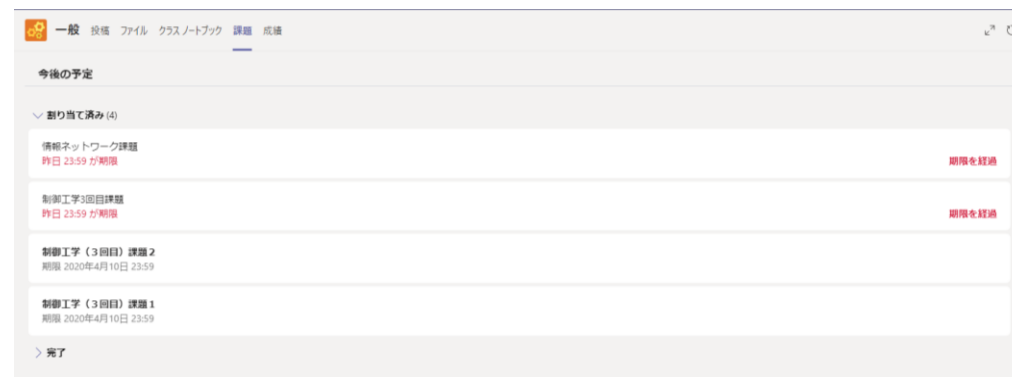 一般 投稿 ファイル クラス ノートブック 課題 成績
今後の予定
割り当て済み (4)
情報ネットワーク課題
昨日 23:59 が期限
期限を経過
制御工学3回目課題
昨日 23:59 が期限
期限を経過
制御工学（３回目）課題２
期限 2020年4月10日 23:59
制御工学（３回目）課題１
期限 2020年4月10日 23:59
完了